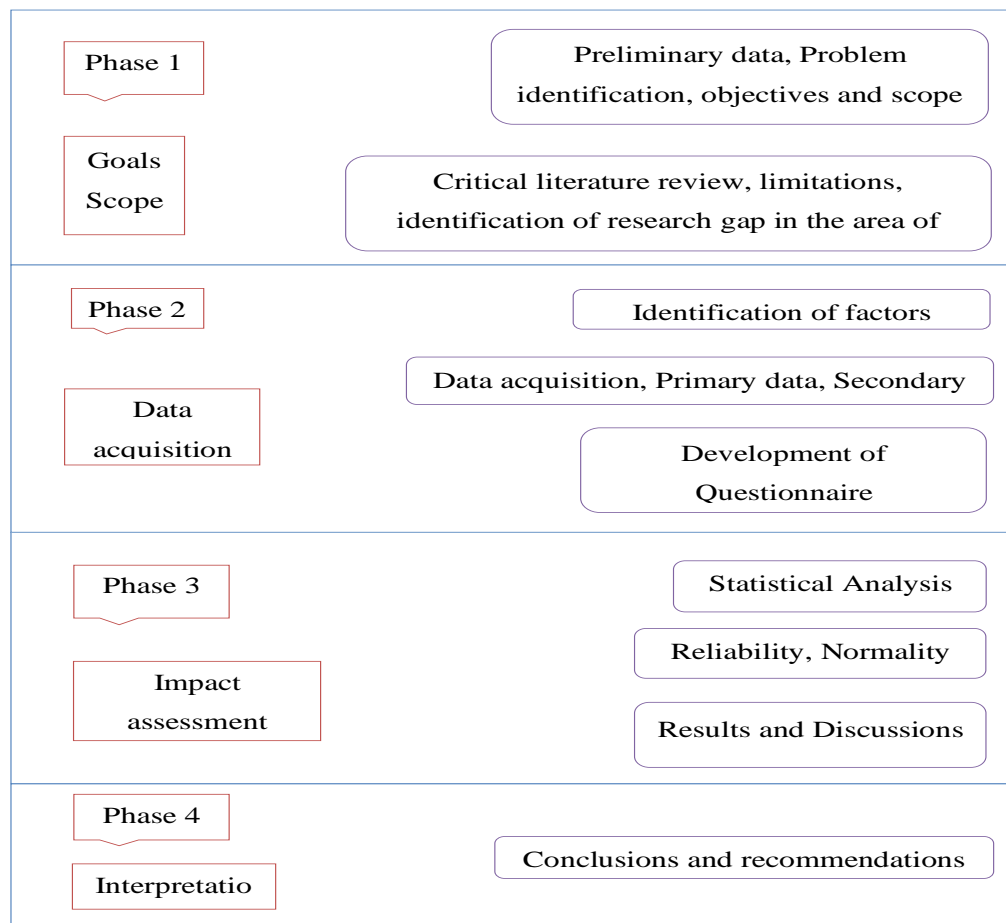 Phase 1
Preliminary data, Problem
identification, objectives and scope
Goals
Scope
Critical literature review, limitations,
identification of research gap in the area of
Phase 2
Identification of factors
Data acquisition, Primary data, Secondary
Data
acquisition
Development of
Questionnaire
Phase 3
Statistical Analysis
Reliability, Normality
Impact
assessment
Results and Discussions
Phase 4
Conclusions and recommendations
Interpretatio